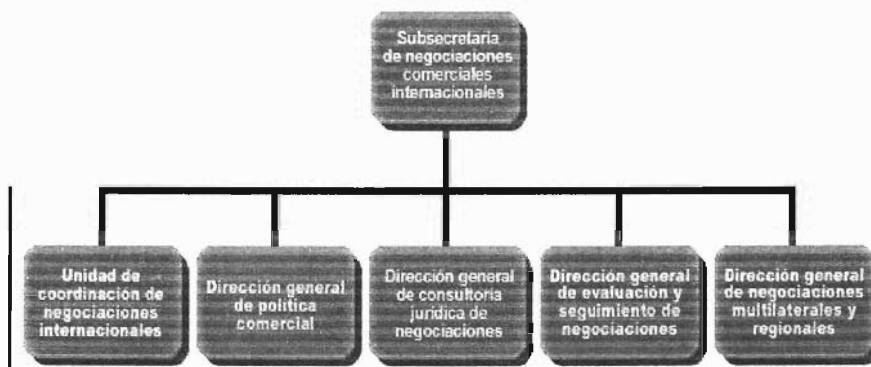 Subsecretaria
de negociaciones
comerciales
internacionales
Unidad de
coordinación de
negociaciones
internacionales
Dirección general
de política
comercial
Dirección general
de consultoría
jurídica de
negociaciones
Dirección general
de evaluación y
seguimiento de
negociaciones
Dirección general
de negociaciones
multilaterales y
regionales